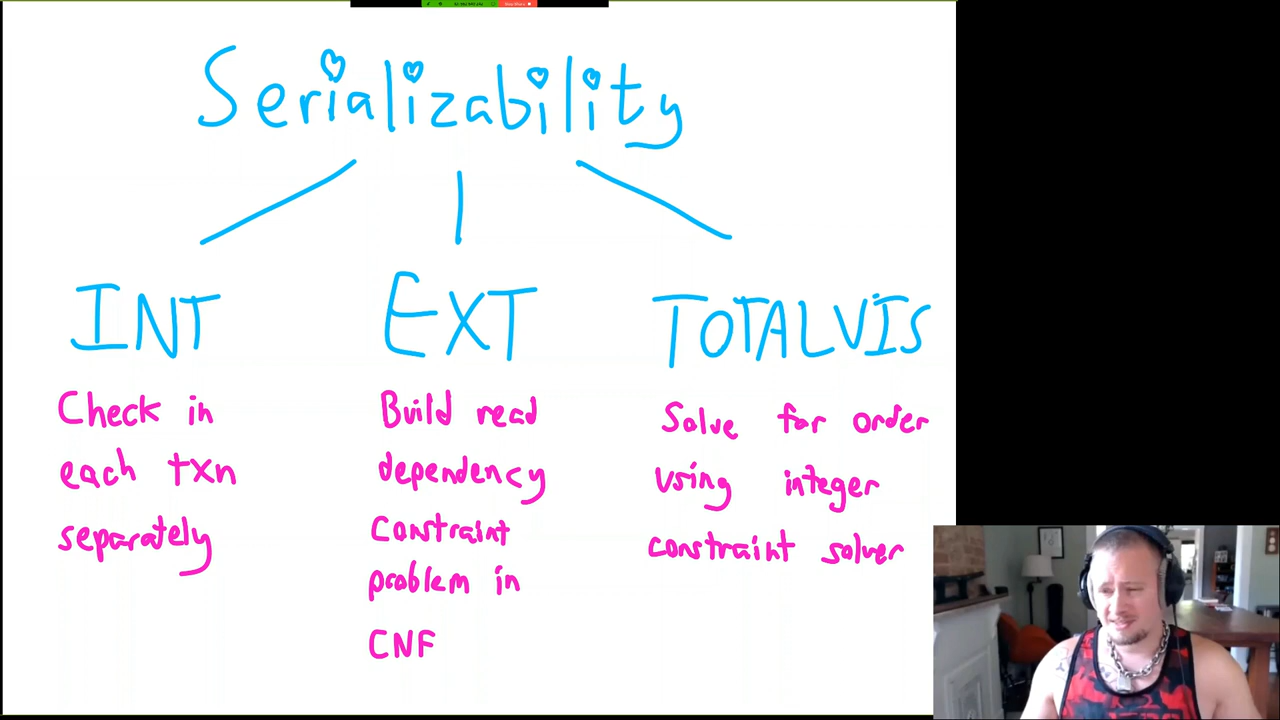 Serializability
INT
EXT
TOTALVIS
Check in
each txn
separately
Build read
dependency
Constraint
problem in
CNF
Solve for order
using integer
constraint solver